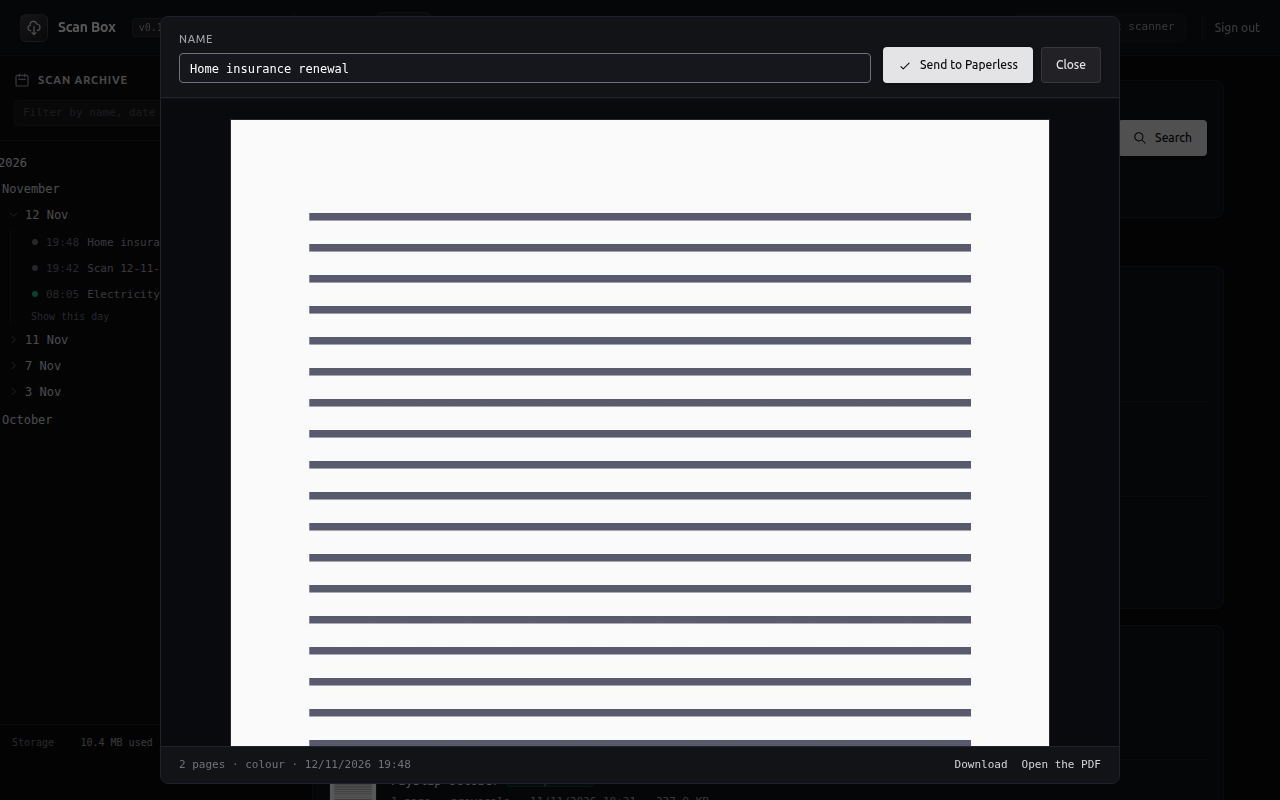 Scan Box v0.1
scanner
Sign out
SCAN ARCHIVE
Filter by name, date
2026
November
12 Nov
19:48 Home insura
19:42 Scan 12-11-
08:05 Electricity
Show this day
11 Nov
7 Nov
3 Nov
October
Storage 10.4 MB used
NAME
Home insurance renewal
Send to Paperless
Close
Search
2 pages · colour · 12/11/2026 19:48
Download Open the PDF